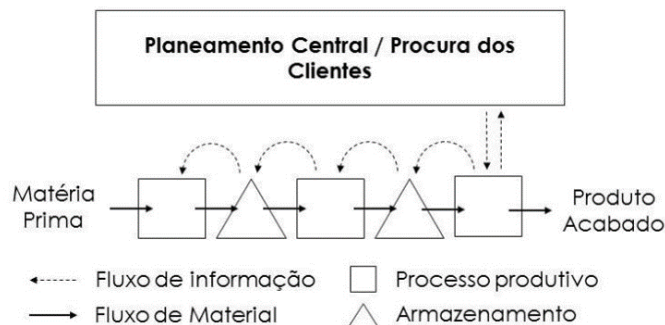 Planeamento Central / Procura dos
Clientes
Matéria
Prima
Produto
Acabado
Fluxo de informação
Processo produtivo
Fluxo de Material
Armazenamento